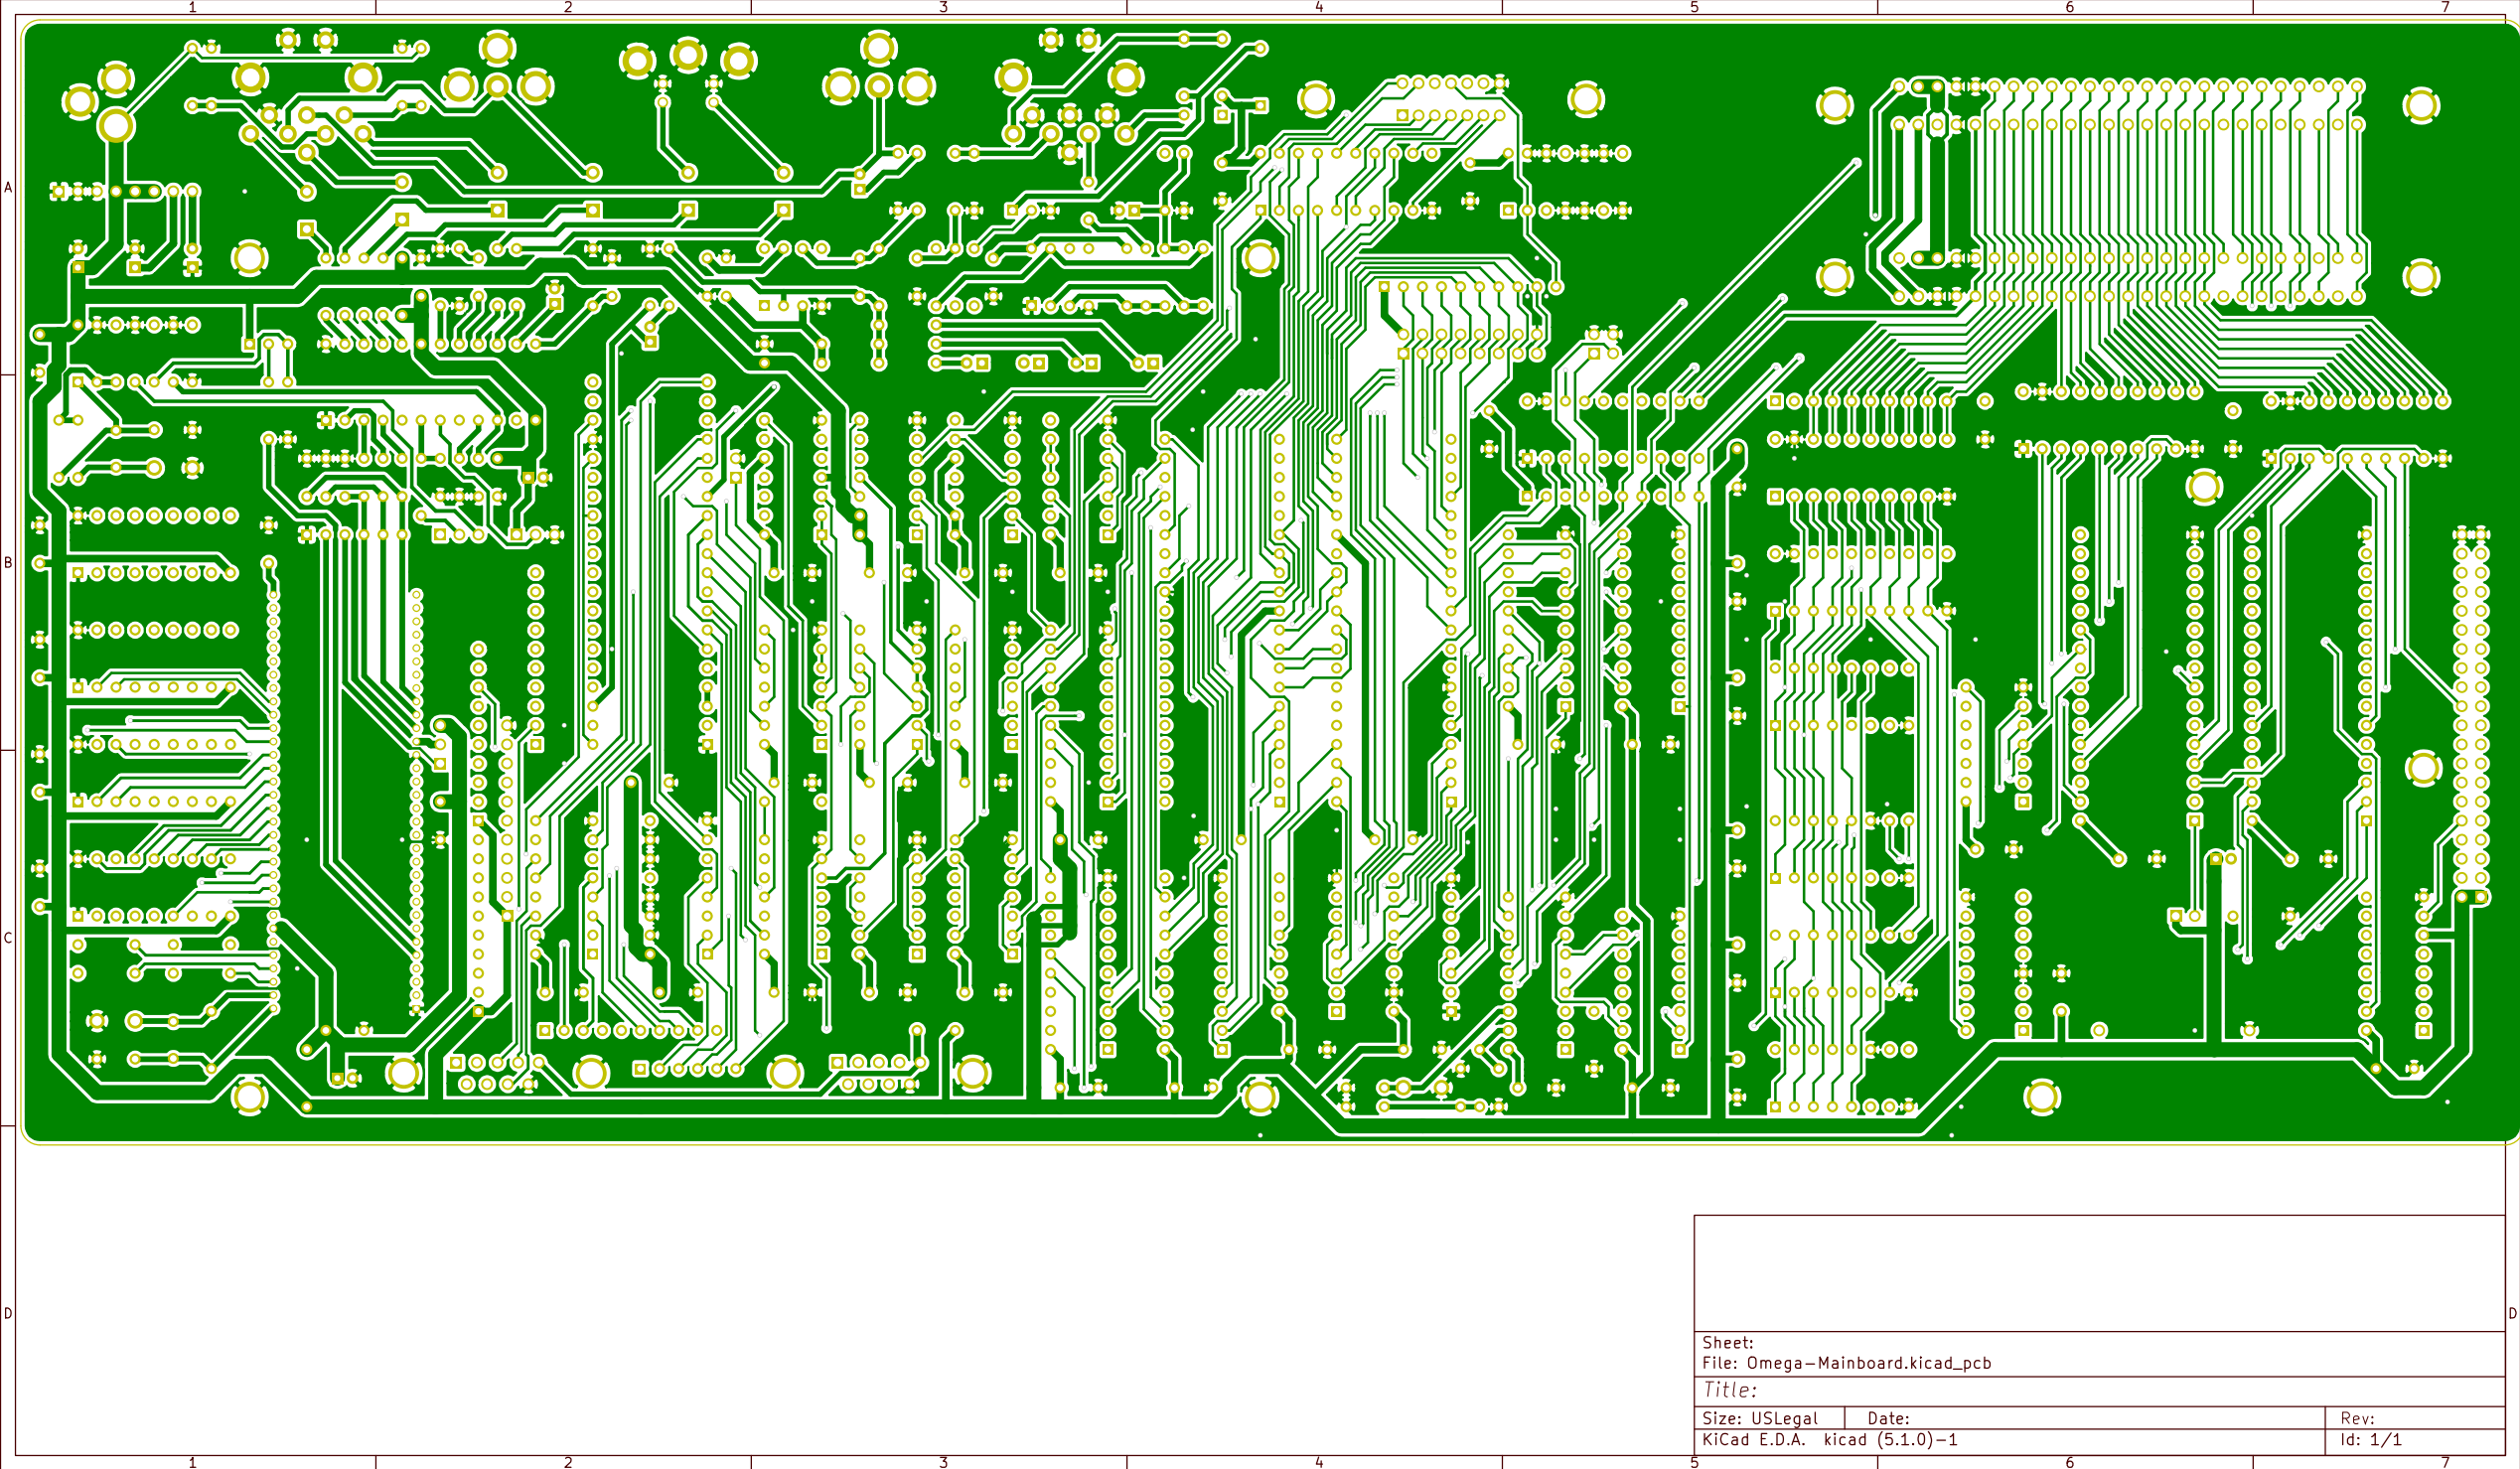 1 2 3 4 5 6 7
A
B
C
D D
Sheet:
File: Omega-Mainboard.kicad_pcb
Title:
Size: USLegal Date: Rev:
KiCad E.D.A. kicad (5.1.0)-1 Id: 1/1
1 2 3 4 5 6 7